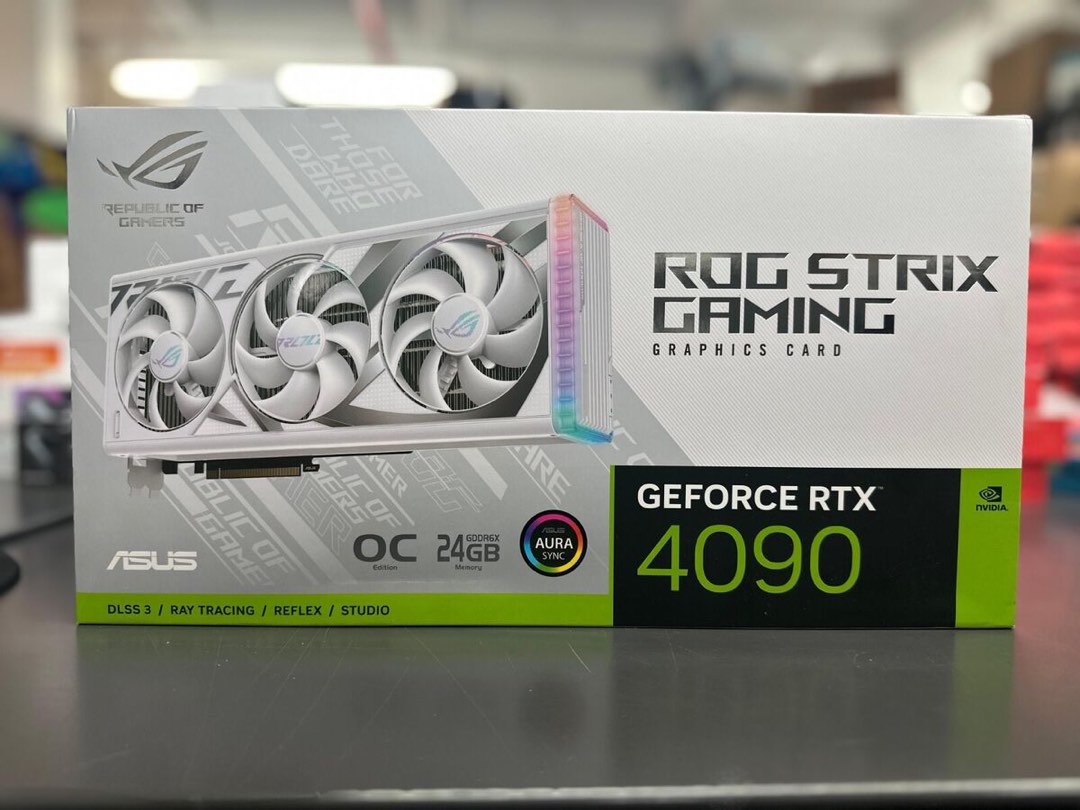 REPUBLIC OF
GAMERS
FOR
THOSE
WHO
DARE
ROG STRIX
GAMING
GRAPHICS CARD
GEFORCE RTX™
4090
NVIDIA.
ASUS
OC
Edition
24GB
GDDR6X
Memory
ASUS
AURA
SYNC
DLSS 3 / RAY TRACING / REFLEX / STUDIO